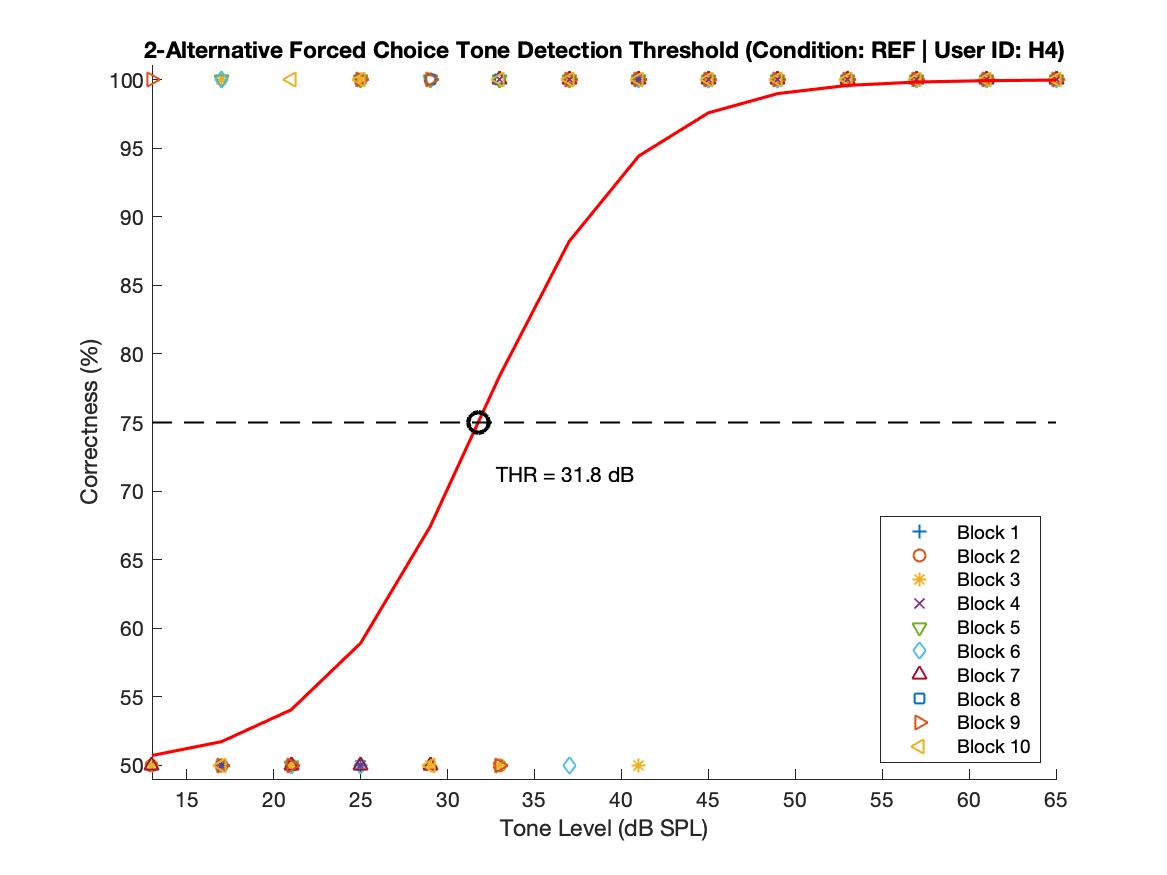 2-Alternative Forced Choice Tone Detection Threshold (Condition: REF | User ID: H4)
100
95
90
85
80
75
70
65
60
55
50
Correctness (%)
THR = 31.8 dB
Block 1
Block 2
Block 3
Block 4
Block 5
Block 6
Block 7
Block 8
Block 9
Block 10
15 20 25 30 35 40 45 50 55 60 65
Tone Level (dB SPL)